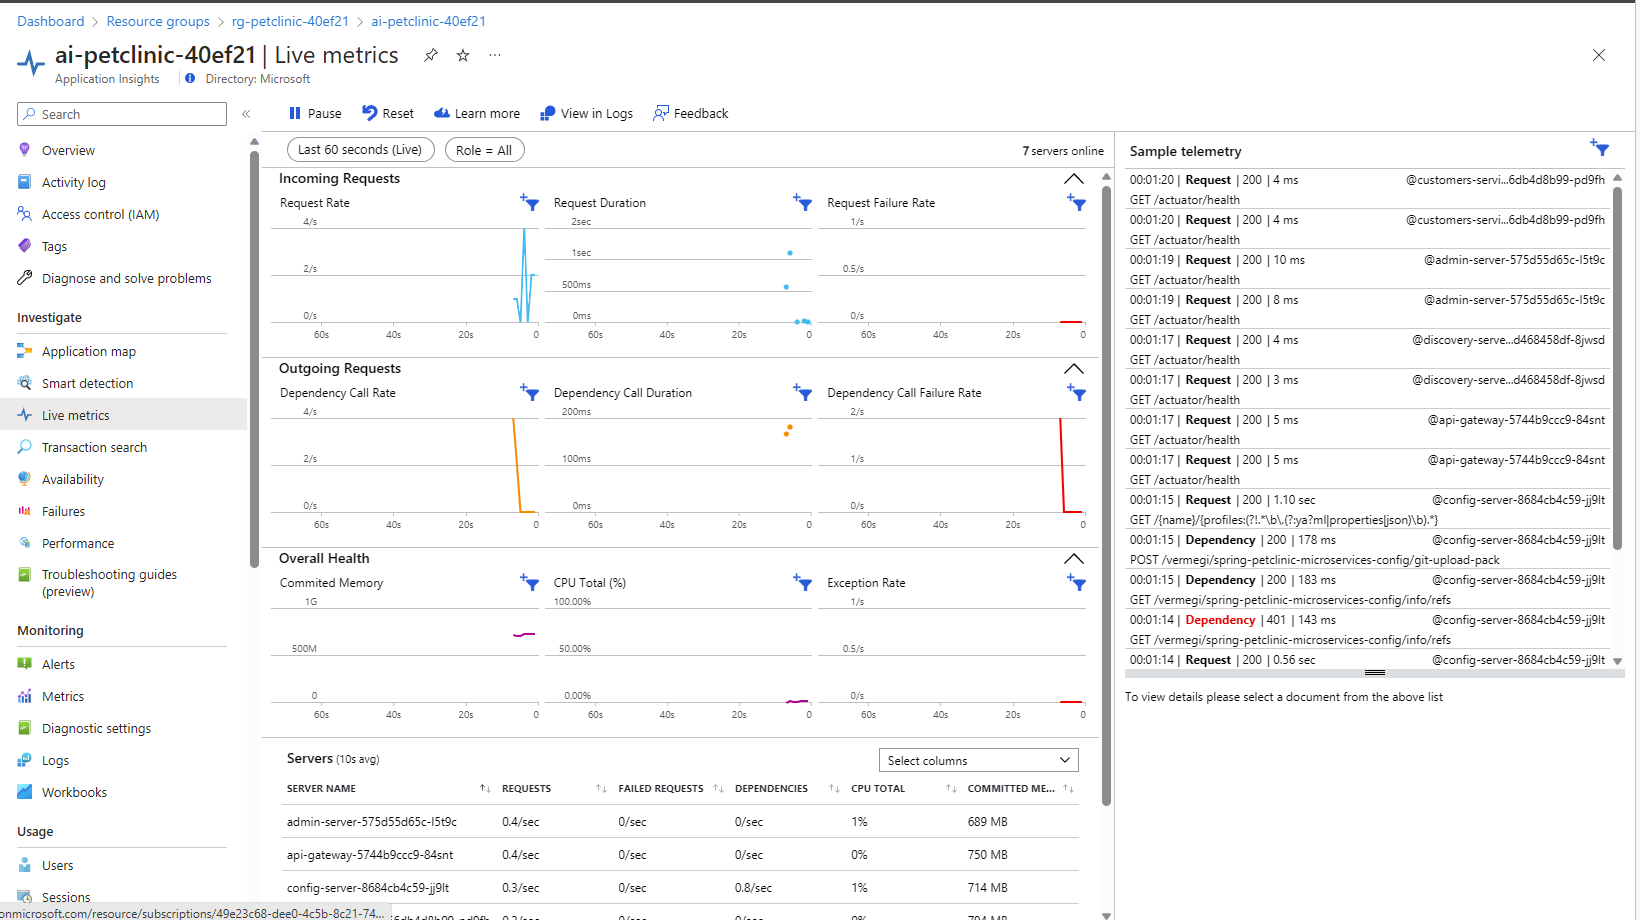 Dashboard > Resource groups > rg-petclinic-40ef21 > ai-petclinic-40ef21
ai-petclinic-40ef21 | Live metrics
Application Insights
Directory: Microsoft
Search
Overview
Activity log
Access control (IAM)
Tags
Diagnose and solve problems
Investigate
Application map
Smart detection
Live metrics
Transaction search
Availability
Failures
Performance
Troubleshooting guides
(preview)
Monitoring
Alerts
Metrics
Diagnostic settings
Logs
Workbooks
Usage
Users
Sessions
onmicrosoft.com/resource/subscriptions/49e23c68-dee0-4c5b-8c21-74...
Pause Reset Learn more View in Logs Feedback
Last 60 seconds (Live) Role = All 7 servers online
Incoming Requests
Request Rate
4/s
2/s
0/s
60s 40s 20s 0
Request Duration
2sec
1sec
500ms
0ms
60s 40s 20s 0
Request Failure Rate
1/s
0.5/s
0/s
60s 40s 20s 0
Outgoing Requests
Dependency Call Rate
4/s
2/s
0/s
60s 40s 20s 0
Dependency Call Duration
200ms
100ms
0ms
60s 40s 20s 0
Dependency Call Failure Rate
2/s
1/s
0/s
60s 40s 20s 0
Overall Health
Commited Memory
1G
500M
0
60s 40s 20s 0
CPU Total (%)
100.00%
50.00%
0.00%
60s 40s 20s 0
Exception Rate
1/s
0.5/s
0/s
60s 40s 20s 0
Servers (10s avg)
Select columns
SERVER NAME REQUESTS FAILED REQUESTS DEPENDENCIES CPU TOTAL COMMITTED ME...
admin-server-575d55d65c-l5t9c 0.4/sec 0/sec 0/sec 1% 689 MB
api-gateway-5744b9ccc9-84snt 0.4/sec 0/sec 0/sec 0% 750 MB
config-server-8684cb4c59-jj9lt 0.3/sec 0/sec 0.8/sec 1% 714 MB
Sample telemetry
00:01:20 | Request | 200 | 4 ms @customers-servi...6db4d8b99-pd9fh
GET /actuator/health
00:01:20 | Request | 200 | 4 ms @customers-servi...6db4d8b99-pd9fh
GET /actuator/health
00:01:19 | Request | 200 | 10 ms @admin-server-575d55d65c-l5t9c
GET /actuator/health
00:01:19 | Request | 200 | 8 ms @admin-server-575d55d65c-l5t9c
GET /actuator/health
00:01:17 | Request | 200 | 4 ms @discovery-serve...d468458df-8jwsd
GET /actuator/health
00:01:17 | Request | 200 | 3 ms @discovery-serve...d468458df-8jwsd
GET /actuator/health
00:01:17 | Request | 200 | 5 ms @api-gateway-5744b9ccc9-84snt
GET /actuator/health
00:01:17 | Request | 200 | 5 ms @api-gateway-5744b9ccc9-84snt
GET /actuator/health
00:01:15 | Request | 200 | 1.10 sec @config-server-8684cb4c59-jj9lt
GET /{name}/{profiles:(?!.*\b\.(?:ya?ml|properties|json)\b).*}
00:01:15 | Dependency | 200 | 178 ms @config-server-8684cb4c59-jj9lt
POST /vermegi/spring-petclinic-microservices-config/git-upload-pack
00:01:15 | Dependency | 200 | 183 ms @config-server-8684cb4c59-jj9lt
GET /vermegi/spring-petclinic-microservices-config/info/refs
00:01:14 | Dependency | 401 | 143 ms @config-server-8684cb4c59-jj9lt
GET /vermegi/spring-petclinic-microservices-config/info/refs
00:01:14 | Request | 200 | 0.56 sec @config-server-8684cb4c59-jj9lt
To view details please select a document from the above list